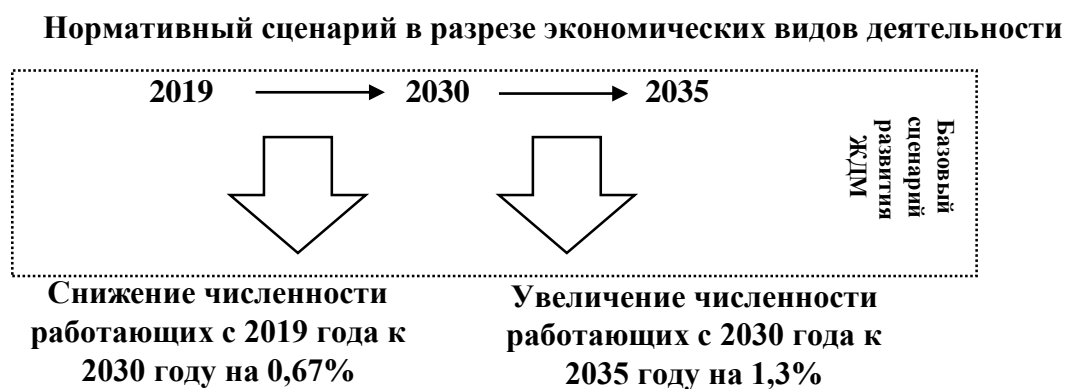 Нормативный сценарий в разрезе экономических видов деятельности
2019 2030 2035
Базовый
сценарий
развития
ЖДМ
Снижение численности
работающих с 2019 года к
2030 году на 0,67%
Увеличение численности
работающих с 2030 года к
2035 году на 1,3%